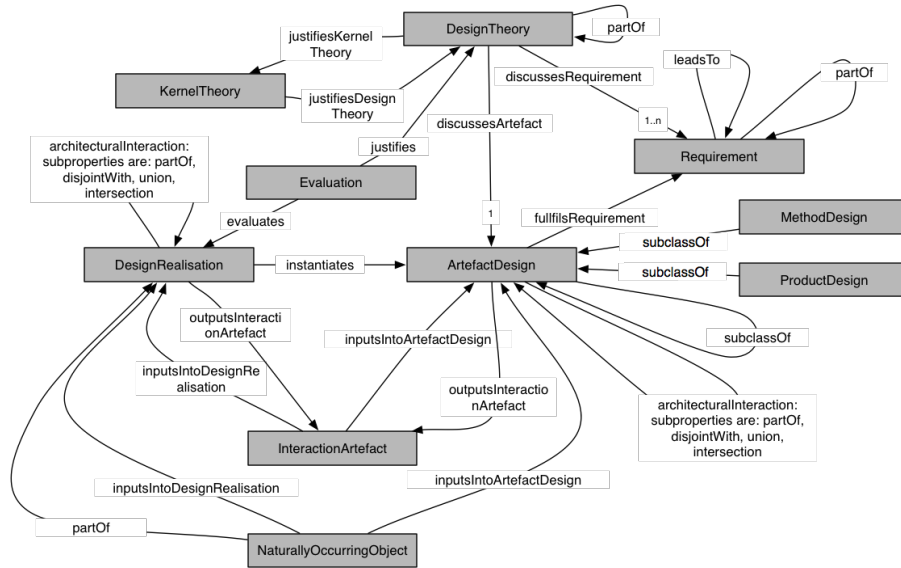 DesignTheory
partOf
justifiesKernel
Theory
leadsTo
partOf
discussesRequirement
KernelTheory
justifiesDesign
Theory
1..n
discussesArtefact
architecturalInteraction:
subproperties are: partOf,
disjointWith, union,
intersection
justifies
Requirement
Evaluation
evaluates
1
fullfilsRequirement
MethodDesign
subclassOf
DesignRealisation
instantiates
ArtefactDesign
subclassOf
ProductDesign
outputsInteracti
onArtefact
inputsIntoArtefactDesign
subclassOf
inputsIntoDesignRe
alisation
outputsInteractio
nArtefact
architecturalInteraction:
subproperties are: partOf,
disjointWith, union,
intersection
InteractionArtefact
inputsIntoDesignRealisation
inputsIntoArtefactDesign
partOf
NaturallyOccurringObject